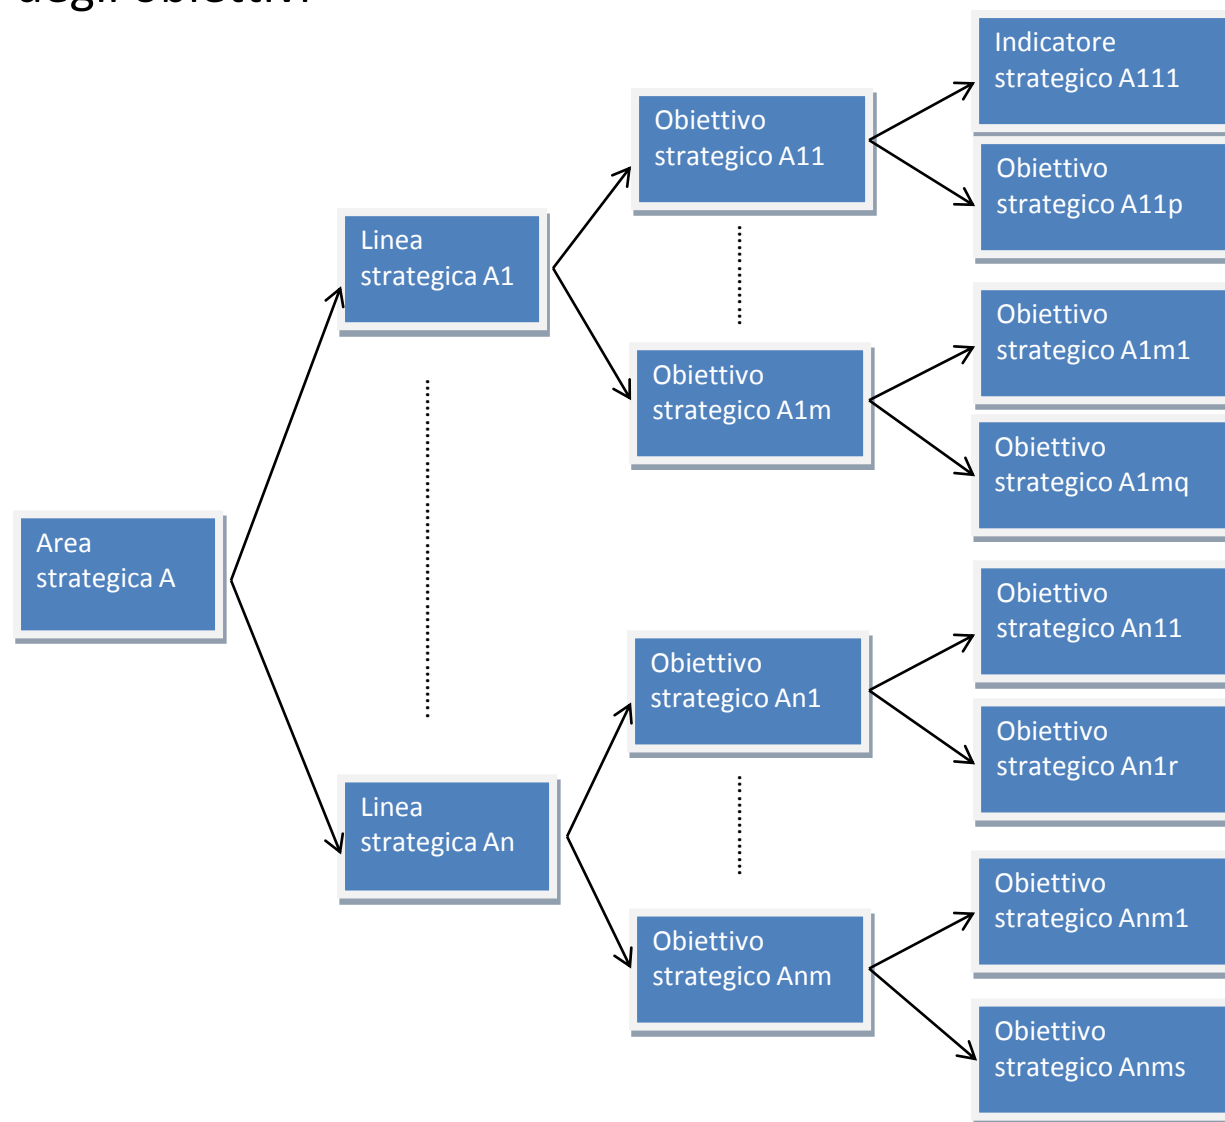 degli obiettivi
Indicatore
strategico A111
Obiettivo
strategico A11
Obiettivo
strategico A11p
Linea
strategica A1
Obiettivo
strategico A1m1
Obiettivo
strategico A1m
Obiettivo
strategico A1mq
Area
strategica A
Obiettivo
strategico An11
Obiettivo
strategico An1
Obiettivo
strategico An1r
Linea
strategica An
Obiettivo
strategico Anm1
Obiettivo
strategico Anm
Obiettivo
strategico Anms